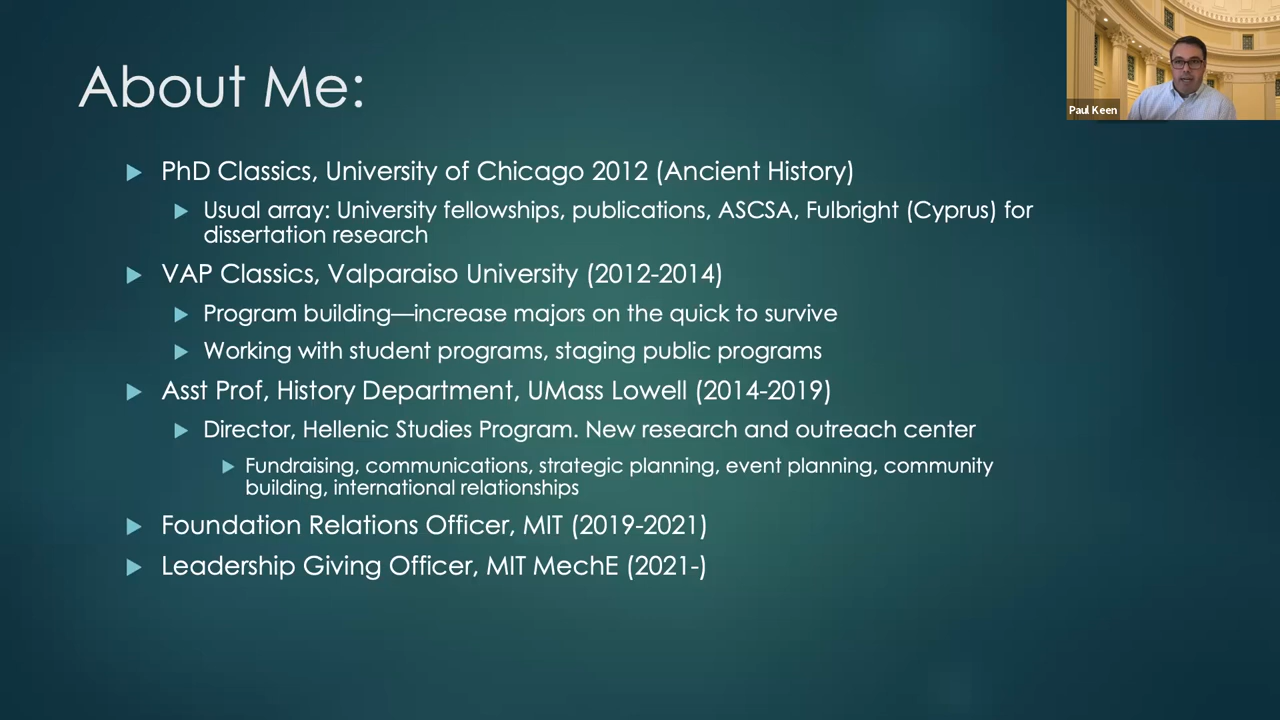 About Me:
Paul Keen
PhD Classics, University of Chicago 2012 (Ancient History)
Usual array: University fellowships, publications, ASCSA, Fulbright (Cyprus) for
dissertation research
VAP Classics, Valparaiso University (2012-2014)
Program building—increase majors on the quick to survive
Working with student programs, staging public programs
Asst Prof, History Department, UMass Lowell (2014-2019)
Director, Hellenic Studies Program. New research and outreach center
Fundraising, communications, strategic planning, event planning, community
building, international relationships
Foundation Relations Officer, MIT (2019-2021)
Leadership Giving Officer, MIT MechE (2021-)